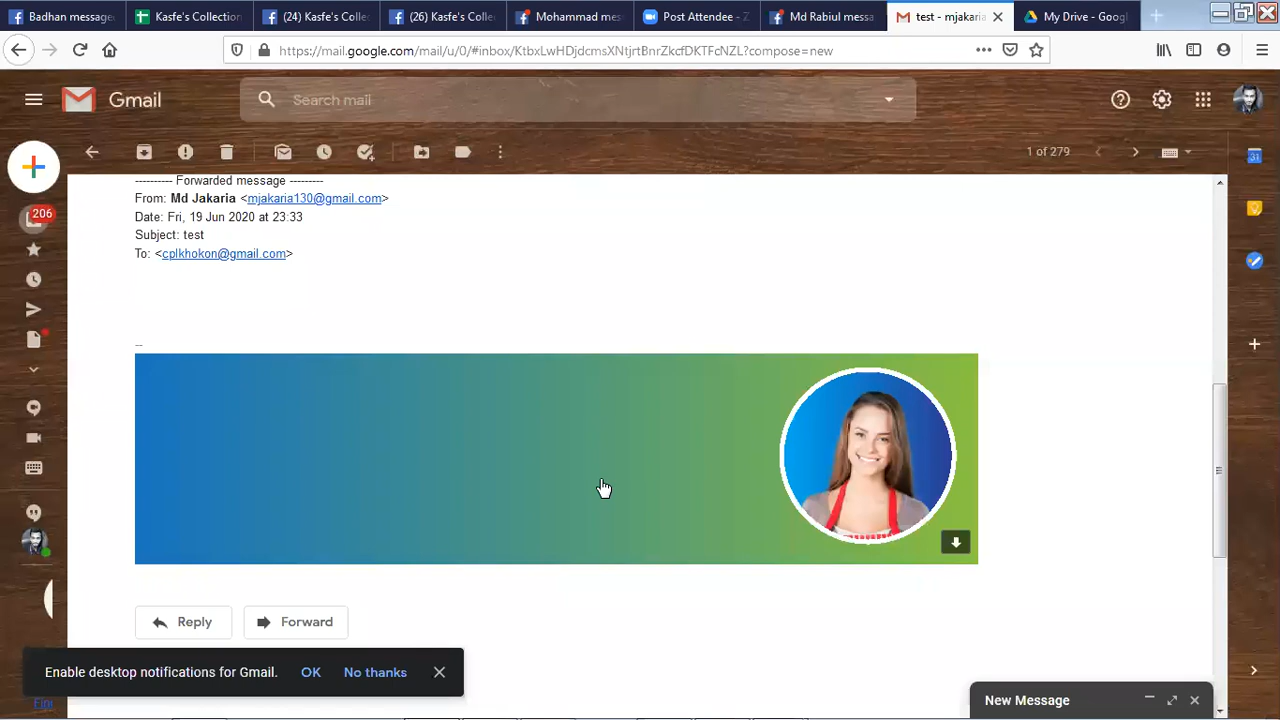 Badhan message
Kasfe's Collection
(24) Kasfe's Colle
(26) Kasfe's Colle
Mohammad mes
Post Attendee - Z
Md Rabiul messa
test - mjakaria
My Drive - Googl
https://mail.google.com/mail/u/0/#inbox/KtbxLwHDjdcmsXNtjrtBnrZkcfDKTFcNZL?compose=new
Gmail
Search mail
1 of 279
206
---------- Forwarded message ---------
From: Md Jakaria <mjakaria130@gmail.com>
Date: Fri, 19 Jun 2020 at 23:33
Subject: test
To: <cplkhokon@gmail.com>
--
Reply
Forward
Enable desktop notifications for Gmail. OK No thanks
Fini
New Message